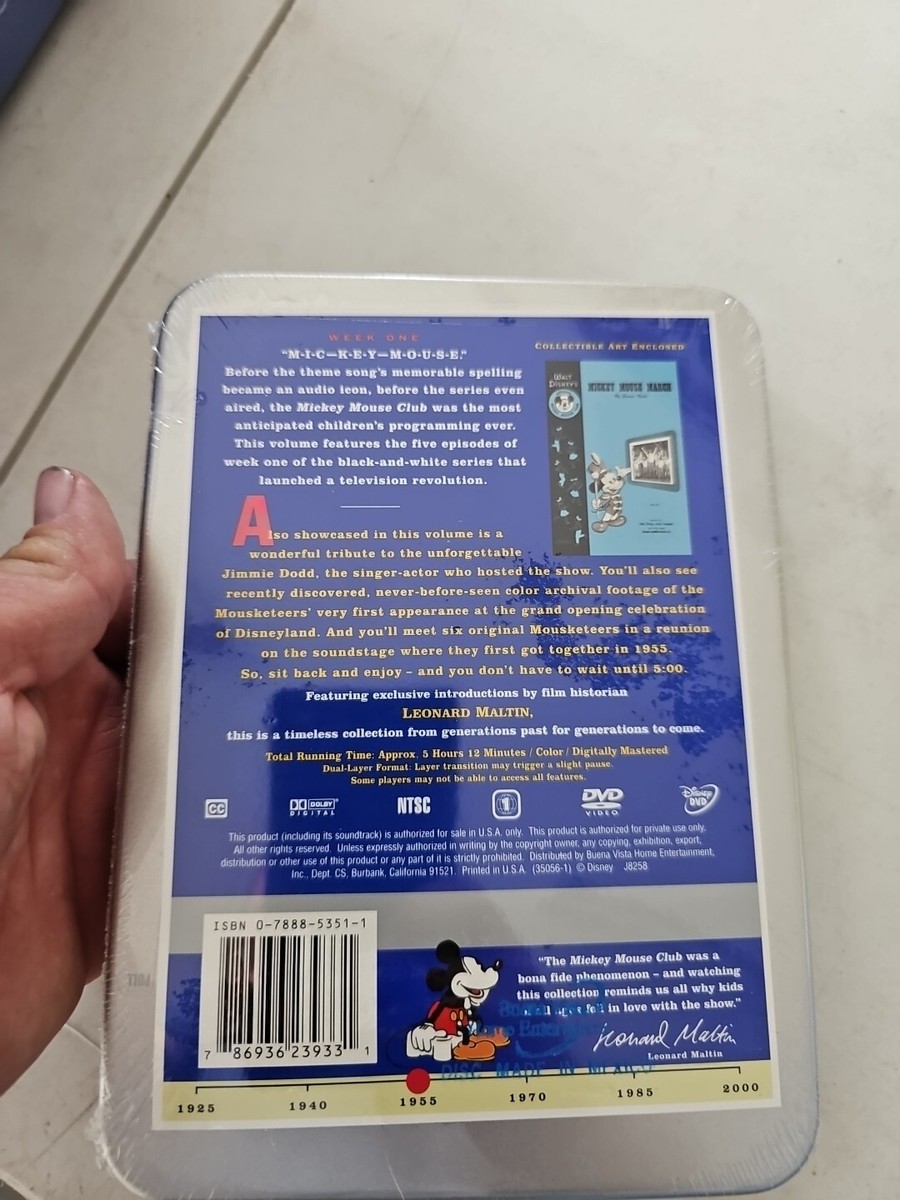 WEEK ONE
"M-I-C—K-E-Y—M-O-U-S-E."
Before the theme song's memorable spelling
became an audio icon, before the series even
aired, the Mickey Mouse Club was the most
anticipated children's programming ever.
This volume features the five episodes of
week one of the black-and-white series that
launched a television revolution.
COLLECTIBLE ART ENCLOSED
WALT
DISNEY'S
MICKEY MOUSE MARCH
Also showcased in this volume is a
wonderful tribute to the unforgettable
Jimmie Dodd, the singer-actor who hosted the show. You'll also see
recently discovered, never-before-seen color archival footage of the
Mousketeers' very first appearance at the grand opening celebration
of Disneyland. And you'll meet six original Mousketeers in a reunion
on the soundstage where they first got together in 1955.
So, sit back and enjoy – and you don't have to wait until 5:00.
Featuring exclusive introductions by film historian
LEONARD MALTIN,
this is a timeless collection from generations past for generations to come.
Total Running Time: Approx. 5 Hours 12 Minutes / Color / Digitally Mastered
Dual-Layer Format: Layer transition may trigger a slight pause.
Some players may not be able to access all features.
CC
DOLBY
DIGITAL
NTSC
1
DVD
VIDEO
Disney
DVD
This product (including its soundtrack) is authorized for sale in U.S.A. only. This product is authorized for private use only.
All other rights reserved. Unless expressly authorized in writing by the copyright owner, any copying, exhibition, export,
distribution or other use of this product or any part of it is strictly prohibited. Distributed by Buena Vista Home Entertainment,
Inc., Dept. CS, Burbank, California 91521. Printed in U.S.A. (35056-1) © Disney J8258
ISBN 0-7888-5351-1
7 86936 23933 1
"The Mickey Mouse Club was a
bona fide phenomenon – and watching
this collection reminds us all why kids
in love with the show."
Leonard Maltin
Leonard Maltin
DISC MADE IN MEXICO
1925 1940 1955 1970 1985 2000